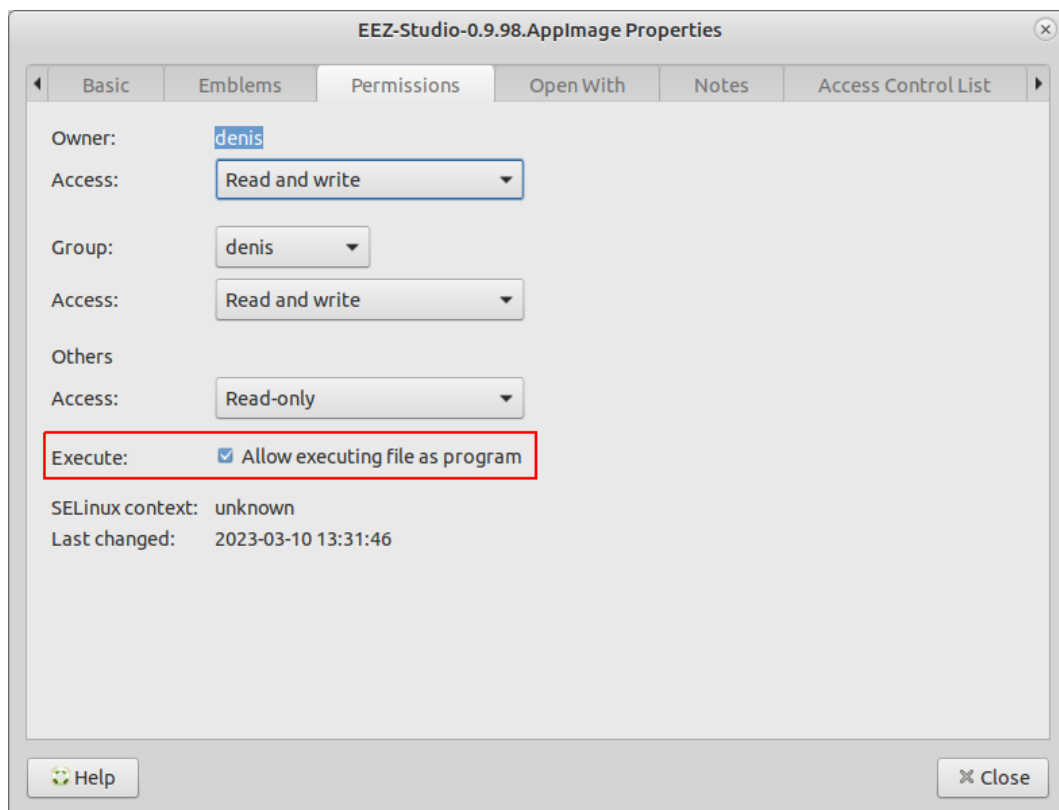 EEZ-Studio-0.9.98.AppImage Properties
Basic Emblems Permissions Open With Notes Access Control List
Owner: denis
Access: Read and write
Group: denis
Access: Read and write
Others
Access: Read-only
Execute: Allow executing file as program
SELinux context: unknown
Last changed: 2023-03-10 13:31:46
Help Close